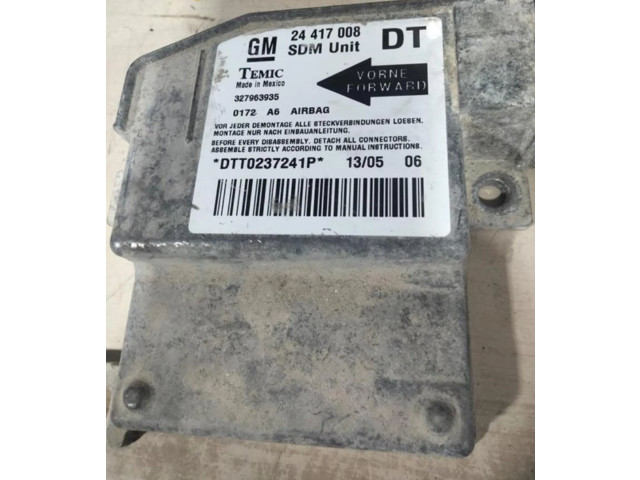 GM 24 417 008 DT
SDM Unit
TEMIC
Made in Mexico
VORNE
FORWARD
327963935
0172 A6 AIRBAG
VOR JEDER DEMONTAGE ALLE STECKVERBINDUNGEN LOESEN.
MONTAGE NUR NACH EINBAUANLEITUNG.
BEFORE EVERY DISASSEMBLY. DETACH ALL CONNECTORS.
ASSEMBLE STRICTLY ACCORDING TO MANUAL INSTRUCTIONS.
*DTT0237241P* 13/05 06